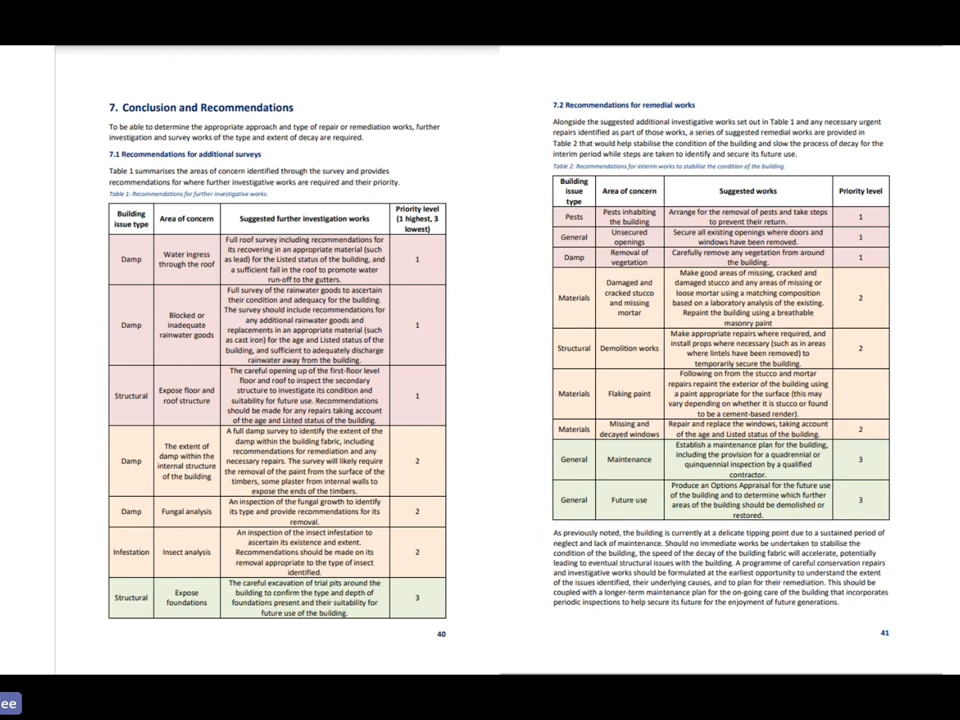 7. Conclusion and Recommendations
To be able to determine the appropriate approach and type of repair or remediation works, further
investigation and survey works of the type and extent of decay are required.
7.1 Recommendations for additional surveys
Table 1 summarises the areas of concern identified through the survey and provides
recommendations for where further investigative works are required and their priority.
Table 1: Recommendations for further investigative works.
Building issue type | Area of concern | Suggested further investigation works | Priority level (1 highest, 3 lowest)
Damp
Water ingress
through the roof
Full roof survey including recommendations for
its recovering in an appropriate material (such
as lead) for the Listed status of the building, and
a sufficient fall in the roof to promote water
run-off to the gutters.
1
Damp
Blocked or
inadequate
rainwater goods
Full survey of the rainwater goods to ascertain
their condition and adequacy for the building.
The survey should include recommendations for
any additional rainwater goods and
replacements in an appropriate material (such
as cast iron) for the age and Listed status of the
building, and sufficient to adequately discharge
rainwater away from the building.
1
Structural
Expose floor and
roof structure
The careful opening up of the first-floor level
floor and roof to inspect the secondary
structure to investigate its condition and
suitability for future use. Recommendations
should be made for any repairs taking account
of the age and Listed status of the building.
1
Damp
The extent of
damp within the
internal structure
of the building
A full damp survey to identify the extent of the
damp within the building fabric, including
recommendations for remediation and any
necessary repairs. The survey will likely require
the removal of the paint from the surface of the
timbers, some plaster from internal walls to
expose the ends of the timbers.
2
Damp
Fungal analysis
An inspection of the fungal growth to identify
its type and provide recommendations for its
removal.
2
Infestation
Insect analysis
An inspection of the insect infestation to
ascertain its existence and extent.
Recommendations should be made on its
removal appropriate to the type of insect
identified.
2
Structural
Expose
foundations
The careful excavation of trial pits around the
building to confirm the type and depth of
foundations present and their suitability for
future use of the building.
3
40
7.2 Recommendations for remedial works
Alongside the suggested additional investigative works set out in Table 1 and any necessary urgent
repairs identified as part of those works, a series of suggested remedial works are provided in
Table 2 that would help stabilise the condition of the building and slow the process of decay for the
interim period while steps are taken to identify and secure its future use.
Table 2: Recommendations for interim works to stabilise the condition of the building.
Building issue type | Area of concern | Suggested works | Priority level
Pests
Pests inhabiting
the building
Arrange for the removal of pests and take steps
to prevent their return.
1
General
Unsecured
openings
Secure all existing openings where doors and
windows have been removed.
1
Damp
Removal of
vegetation
Carefully remove any vegetation from around
the building.
1
Materials
Damaged and
cracked stucco
and missing
mortar
Make good areas of missing, cracked and
damaged stucco and any areas of missing or
loose mortar using a matching composition
based on a laboratory analysis of the existing.
Repaint the building using a breathable
masonry paint
2
Structural
Demolition works
Make appropriate repairs where required, and
install props where necessary (such as in areas
where lintels have been removed) to
temporarily secure the building.
2
Materials
Flaking paint
Following on from the stucco and mortar
repairs repaint the exterior of the building using
a paint appropriate for the surface (this may
vary depending on whether it is stucco or found
to be a cement-based render).
Materials
Missing and
decayed windows
Repair and replace the windows, taking account
of the age and Listed status of the building.
2
General
Maintenance
Establish a maintenance plan for the building,
including the provision for a quadrennial or
quinquennial inspection by a qualified
contractor.
3
General
Future use
Produce an Options Appraisal for the future use
of the building and to determine which further
areas of the building should be demolished or
restored.
3
As previously noted, the building is currently at a delicate tipping point due to a sustained period of
neglect and lack of maintenance. Should no immediate works be undertaken to stabilise the
condition of the building, the speed of the decay of the building fabric will accelerate, potentially
leading to eventual structural issues with the building. A programme of careful conservation repairs
and investigative works should be formulated at the earliest opportunity to understand the extent
of the issues identified, their underlying causes, and to plan for their remediation. This should be
coupled with a longer-term maintenance plan for the on-going care of the building that incorporates
periodic inspections to help secure its future for the enjoyment of future generations.
41
ee